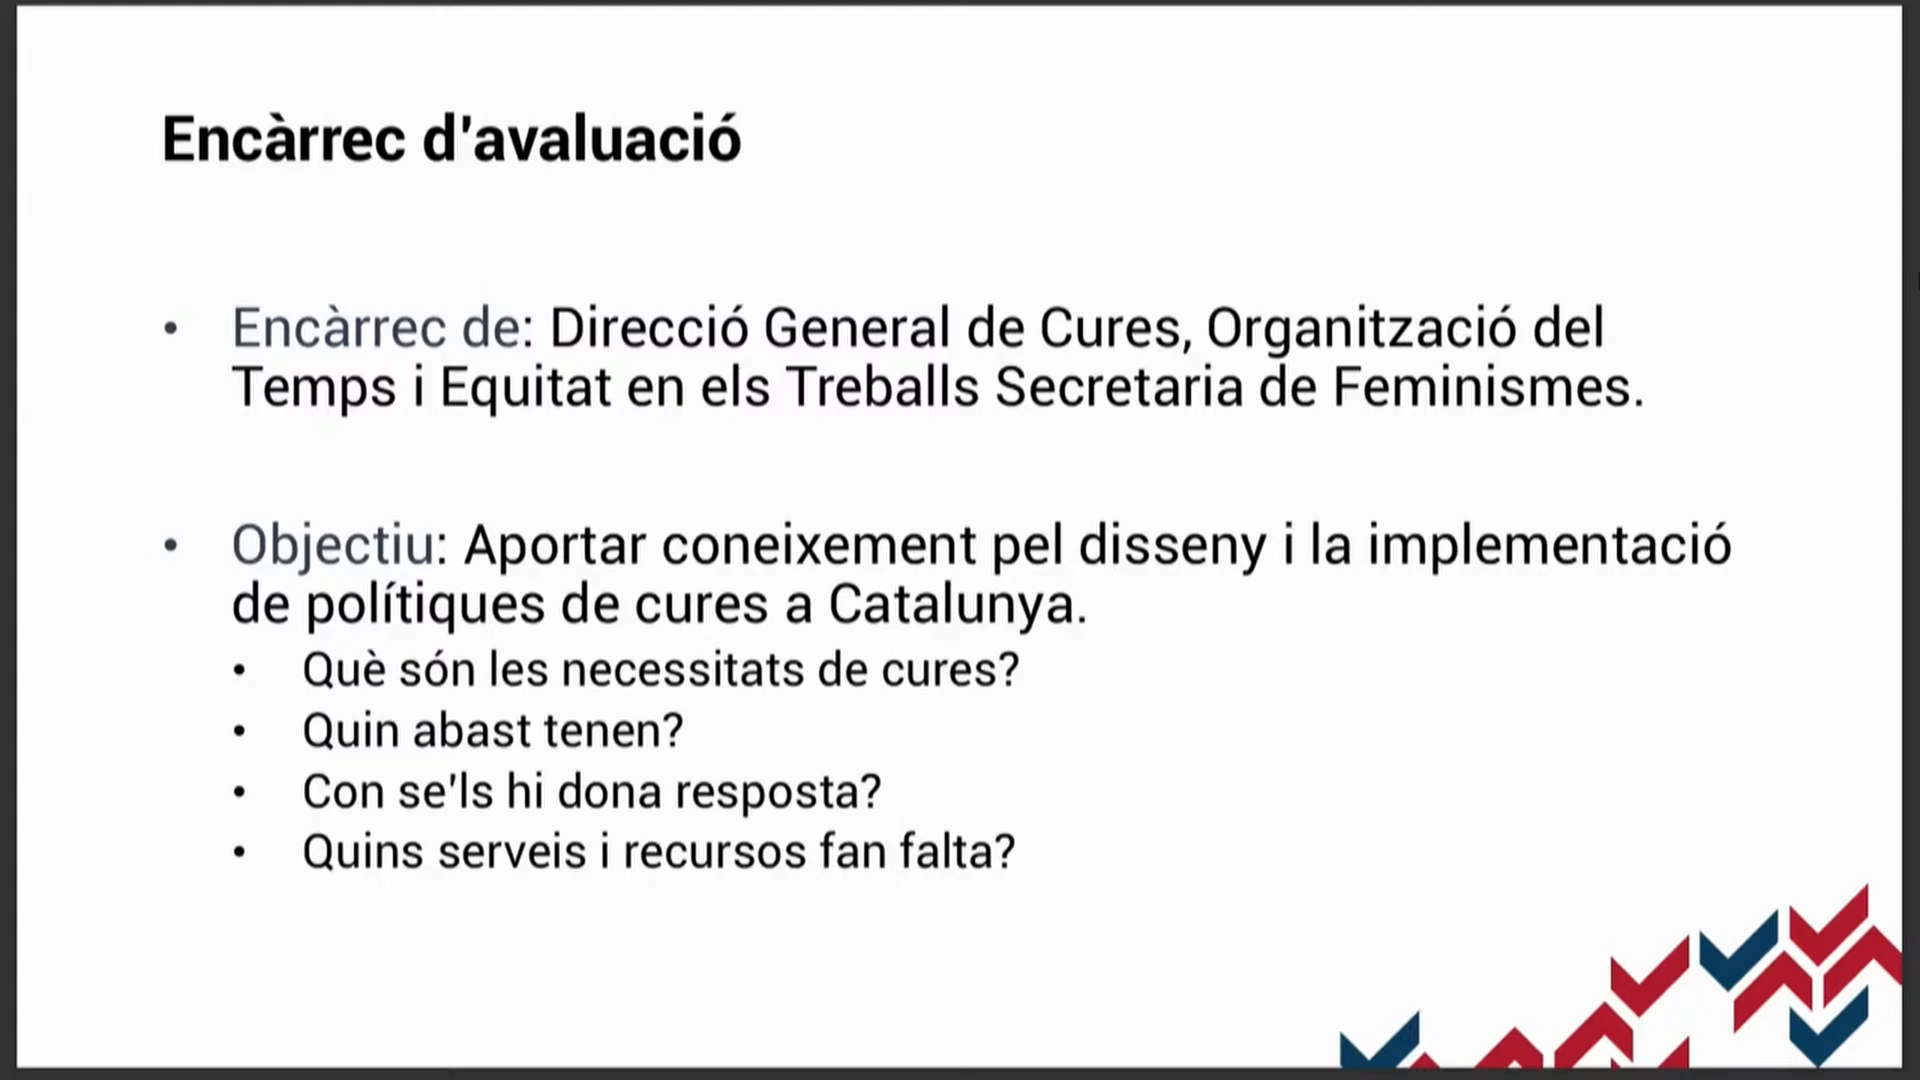 Encàrrec d'avaluació
• Encàrrec de: Direcció General de Cures, Organització del
Temps i Equitat en els Treballs Secretaria de Feminismes.
• Objectiu: Aportar coneixement pel disseny i la implementació
de polítiques de cures a Catalunya.
• Què són les necessitats de cures?
• Quin abast tenen?
• Con se'ls hi dona resposta?
• Quins serveis i recursos fan falta?